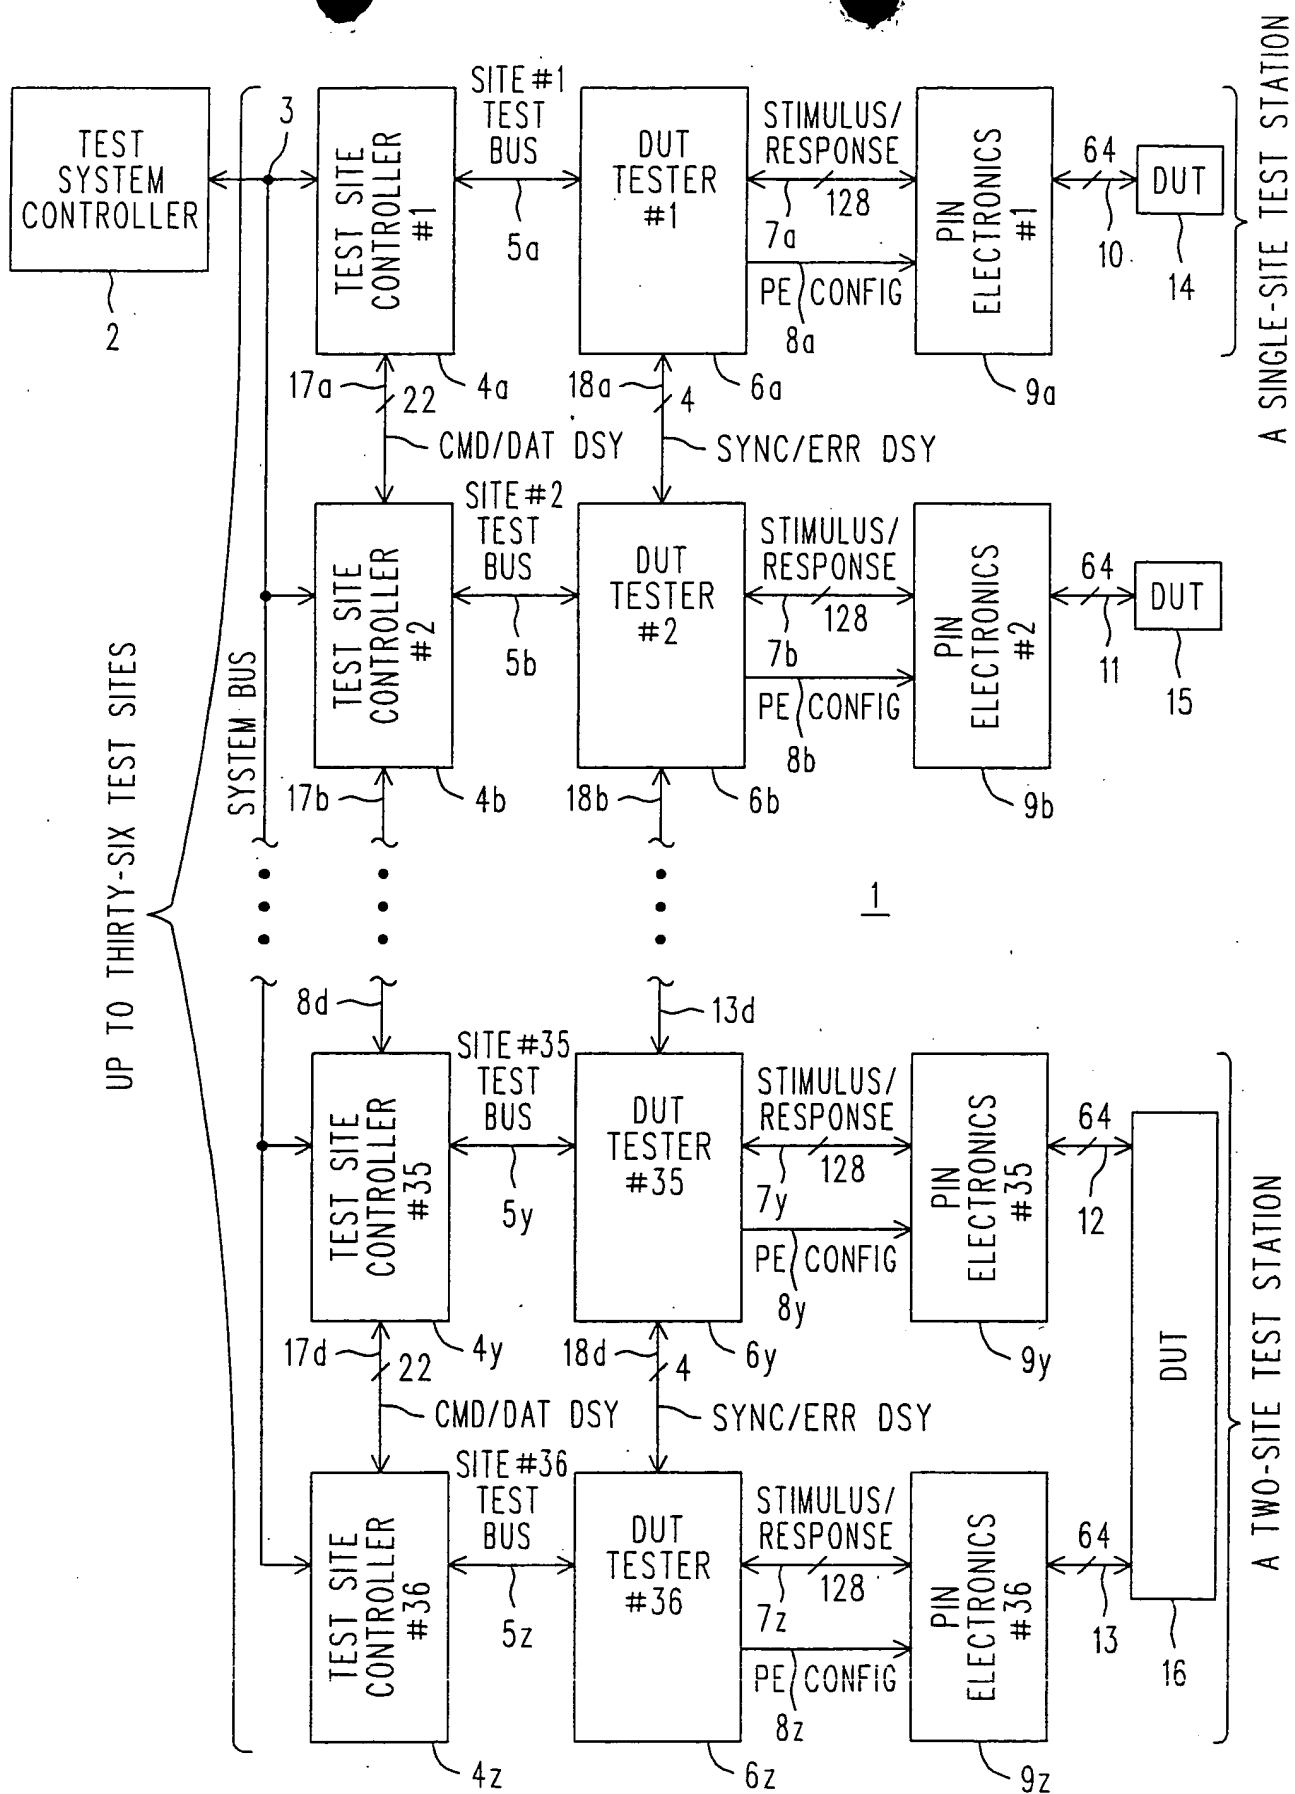 TEST
SYSTEM
CONTROLLER
2
3
TEST SITE
CONTROLLER
#1
SITE #1
TEST
BUS
5a
DUT
TESTER
#1
STIMULUS/
RESPONSE
7a
128
PE CONFIG
8a
PIN
ELECTRONICS
#1
64
10
DUT
14
A SINGLE-SITE TEST STATION
17a
22
4a
18a
4
6a
9a
CMD/DAT DSY
SYNC/ERR DSY
TEST SITE
CONTROLLER
#2
SITE #2
TEST
BUS
5b
DUT
TESTER
#2
STIMULUS/
RESPONSE
7b
128
PE CONFIG
8b
PIN
ELECTRONICS
#2
64
11
DUT
15
UP TO THIRTY-SIX TEST SITES
SYSTEM BUS
17b
4b
18b
6b
9b
1
8d
13d
TEST SITE
CONTROLLER
#35
SITE #35
TEST
BUS
5y
DUT
TESTER
#35
STIMULUS/
RESPONSE
7y
128
PE CONFIG
8y
PIN
ELECTRONICS
#35
64
12
DUT
16
A TWO-SITE TEST STATION
17d
22
4y
18d
4
6y
9y
CMD/DAT DSY
SYNC/ERR DSY
TEST SITE
CONTROLLER
#36
SITE #36
TEST
BUS
5z
DUT
TESTER
#36
STIMULUS/
RESPONSE
7z
128
PE CONFIG
8z
PIN
ELECTRONICS
#36
64
13
4z
6z
9z